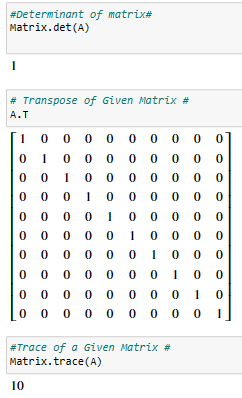 #Determinant of matrix#
Matrix.det(A)
1
# Transpose of Given Matrix #
A.T
1 0 0 0 0 0 0 0 0 0
0 1 0 0 0 0 0 0 0 0
0 0 1 0 0 0 0 0 0 0
0 0 0 1 0 0 0 0 0 0
0 0 0 0 1 0 0 0 0 0
0 0 0 0 0 1 0 0 0 0
0 0 0 0 0 0 1 0 0 0
0 0 0 0 0 0 0 1 0 0
0 0 0 0 0 0 0 0 1 0
0 0 0 0 0 0 0 0 0 1
#Trace of a Given Matrix #
Matrix.trace(A)
10